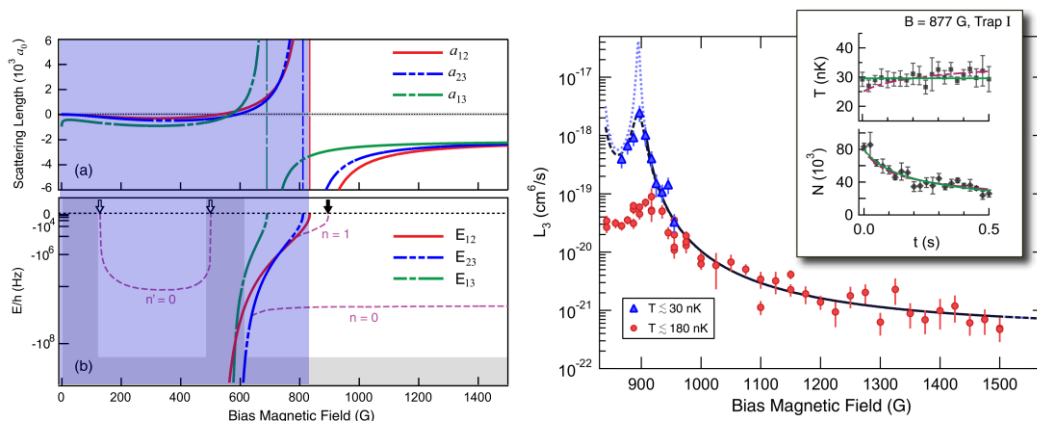 Scattering Length (10³ a₀)
6
4
2
0
-2
-4
-6
a₁₂
a₂₃
a₁₃
(a)
E/h (Hz)
0
-10⁴
-10⁶
-10⁸
n = 1
n' = 0
n = 0
E₁₂
E₂₃
E₁₃
(b)
0 200 400 600 800 1000 1200 1400
Bias Magnetic Field (G)
L₃ (cm⁶/s)
10⁻¹⁷
10⁻¹⁸
10⁻¹⁹
10⁻²⁰
10⁻²¹
10⁻²²
T ≲ 30 nK
T ≲ 180 nK
900 1000 1100 1200 1300 1400 1500
Bias Magnetic Field (G)
B = 877 G, Trap I
T (nK)
40
30
20
N (10³)
80
40
0
0.0 0.5
t (s)